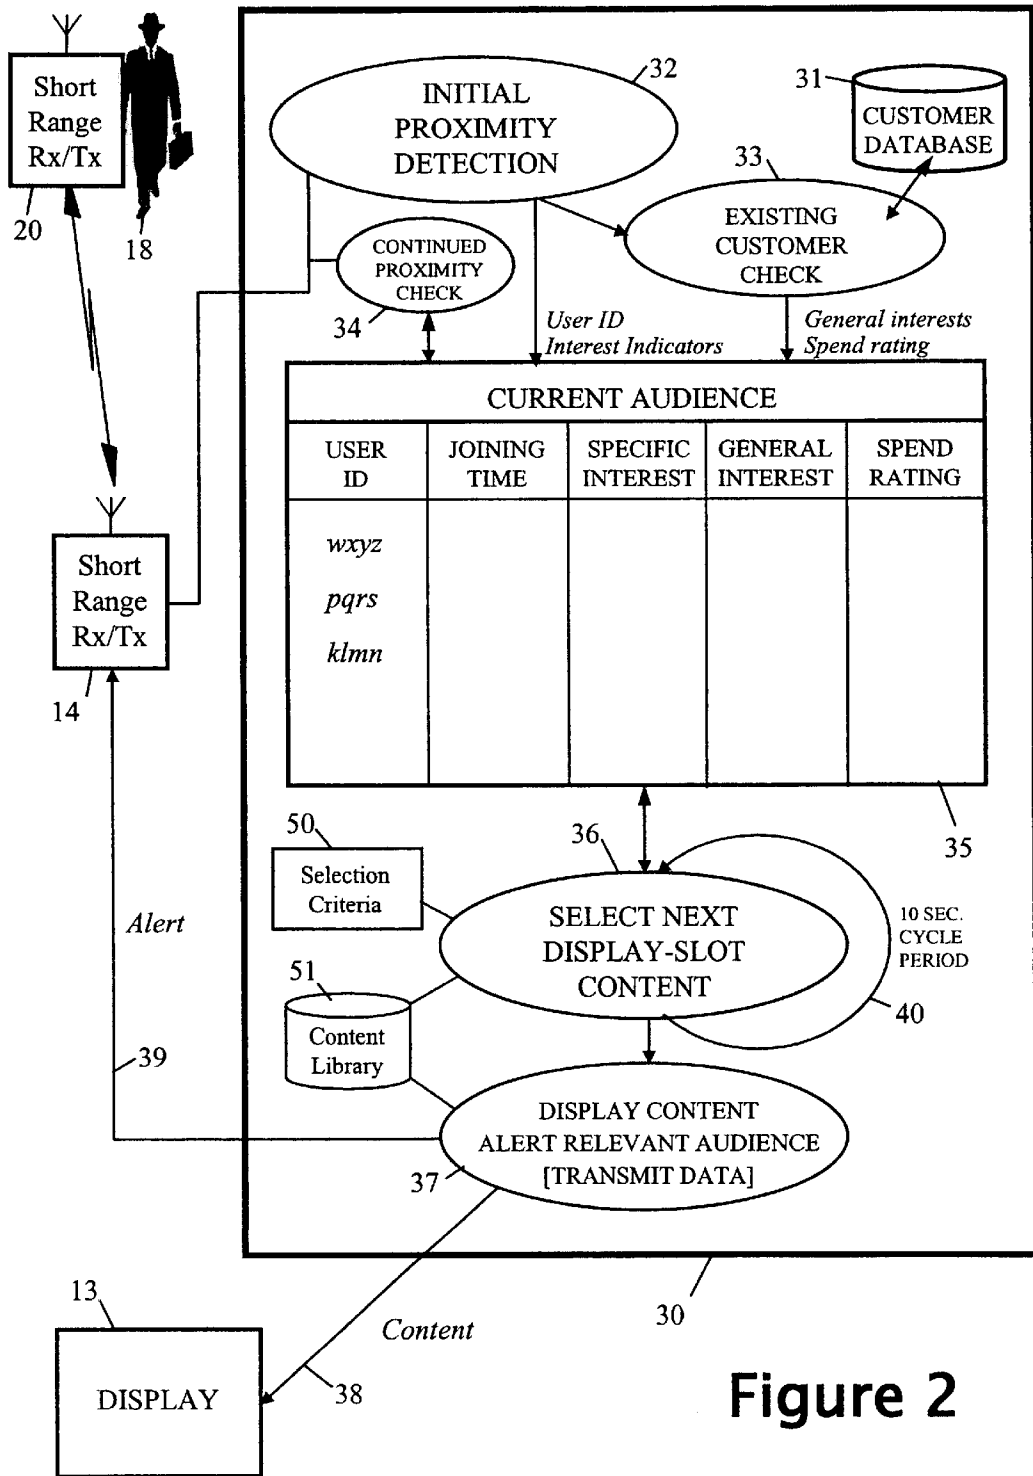 Short
Range
Rx/Tx
20
18
INITIAL
PROXIMITY
DETECTION
32
31
CUSTOMER
DATABASE
33
EXISTING
CUSTOMER
CHECK
CONTINUED
PROXIMITY
CHECK
34
User ID
Interest Indicators
General interests
Spend rating
CURRENT AUDIENCE
USER
ID
JOINING
TIME
SPECIFIC
INTEREST
GENERAL
INTEREST
SPEND
RATING
wxyz
pqrs
klmn
35
Short
Range
Rx/Tx
14
50
Selection
Criteria
36
SELECT NEXT
DISPLAY-SLOT
CONTENT
10 SEC.
CYCLE
PERIOD
40
51
Content
Library
Alert
39
DISPLAY CONTENT
ALERT RELEVANT AUDIENCE
[TRANSMIT DATA]
37
30
13
DISPLAY
Content
38
Figure 2